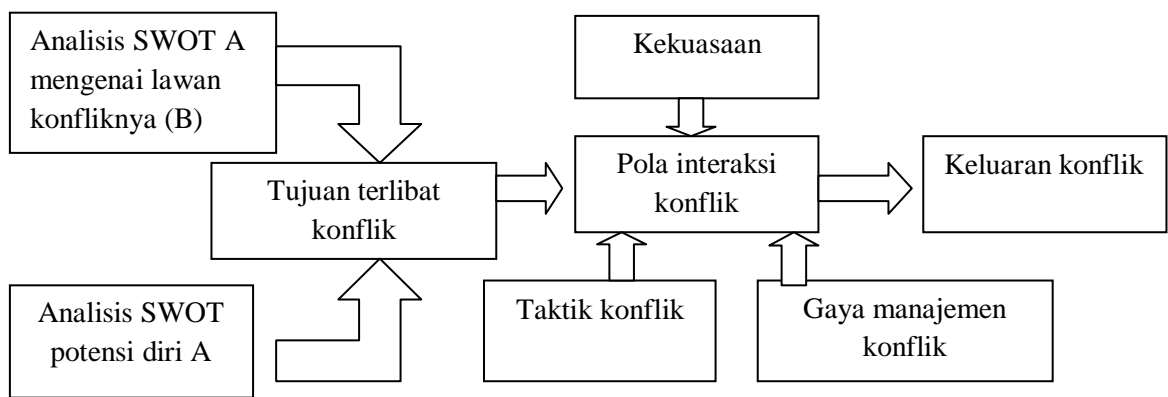 Analisis SWOT A
mengenai lawan
konfliknya (B)
Kekuasaan
Tujuan terlibat
konflik
Pola interaksi
konflik
Keluaran konflik
Analisis SWOT
potensi diri A
Taktik konflik
Gaya manajemen
konflik